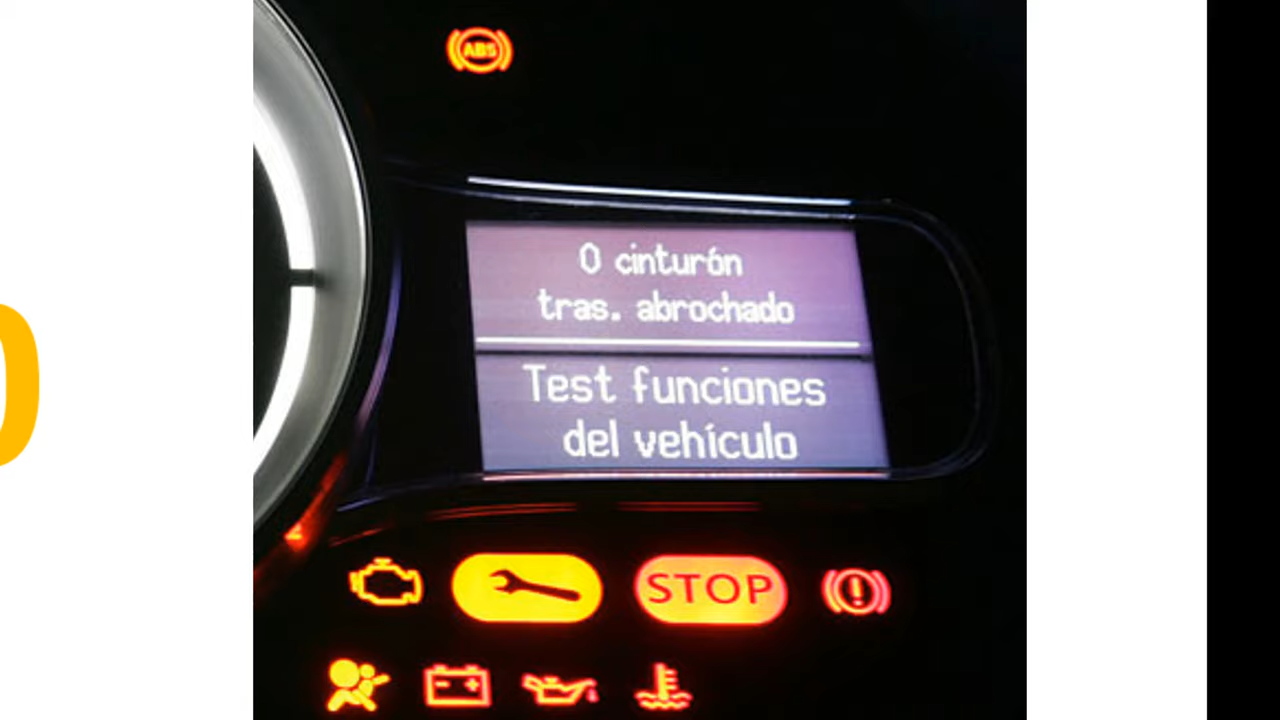 ABS
0 cinturón
tras. abrochado
Test funciones
del vehículo
STOP